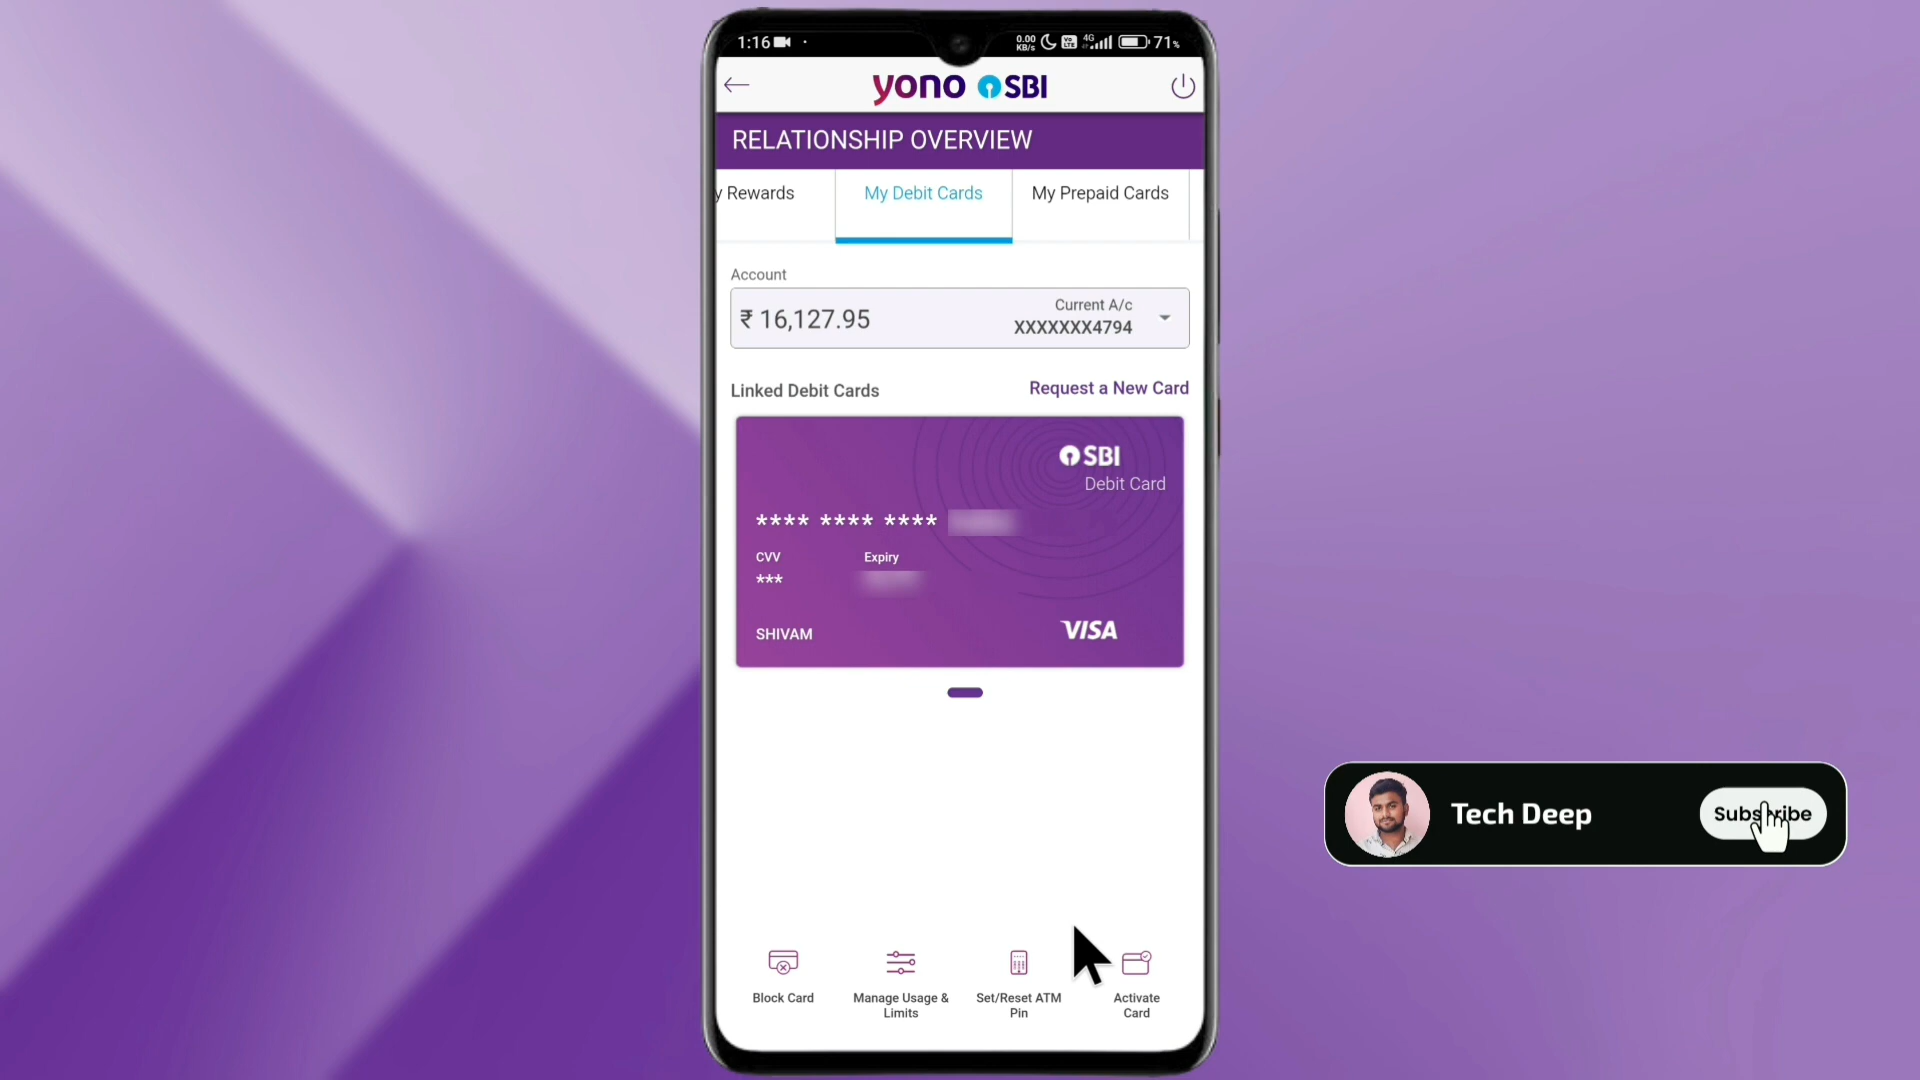 1:16
0.00 KB/s
Vo LTE
4G
71%
yono SBI
RELATIONSHIP OVERVIEW
y Rewards
My Debit Cards
My Prepaid Cards
Account
₹ 16,127.95
Current A/c
XXXXXXX4794
Linked Debit Cards
Request a New Card
SBI
Debit Card
**** **** ****
CVV
Expiry
***
SHIVAM
VISA
Tech Deep
Subscribe
Block Card
Manage Usage &
Limits
Set/Reset ATM
Pin
Activate
Card